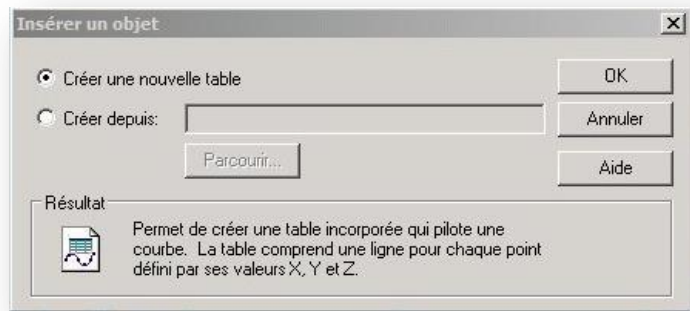 Insérer un objet
Créer une nouvelle table
OK
Créer depuis:
Annuler
Parcourir...
Aide
Résultat
Permet de créer une table incorporée qui pilote une
courbe. La table comprend une ligne pour chaque point
défini par ses valeurs X, Y et Z.